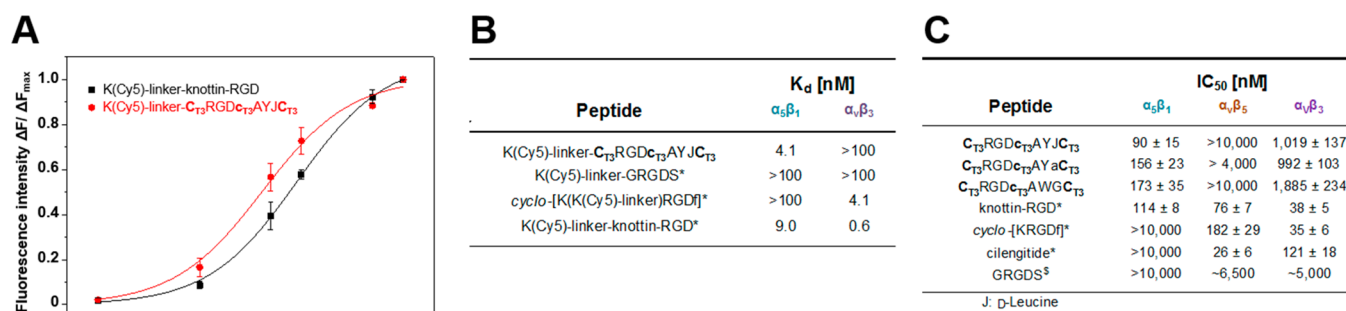 A
Fluorescence intensity ΔF/ ΔFmax
1.0
0.8
0.6
0.4
0.2
0
K(Cy5)-linker-knottin-RGD
K(Cy5)-linker-CT3RGDcT3AYJCT3
B
Kd [nM]
Peptide α5β1 αvβ3
K(Cy5)-linker-CT3RGDcT3AYJCT3 4.1 >100
K(Cy5)-linker-GRGDS* >100 >100
cyclo-[K(K(Cy5)-linker)RGDf]* >100 4.1
K(Cy5)-linker-knottin-RGD* 9.0 0.6
C
IC50 [nM]
Peptide α5β1 αvβ5 αvβ3
CT3RGDcT3AYJCT3 90 ± 15 >10,000 1,019 ± 137
CT3RGDcT3AYaCT3 156 ± 23 > 4,000 992 ± 103
CT3RGDcT3AWGCT3 173 ± 35 >10,000 1,885 ± 234
knottin-RGD* 114 ± 8 76 ± 7 38 ± 5
cyclo-[KRGDf]* >10,000 182 ± 29 35 ± 6
cilengitide* >10,000 26 ± 6 121 ± 18
GRGDS$ >10,000 ~6,500 ~5,000
J: D-Leucine